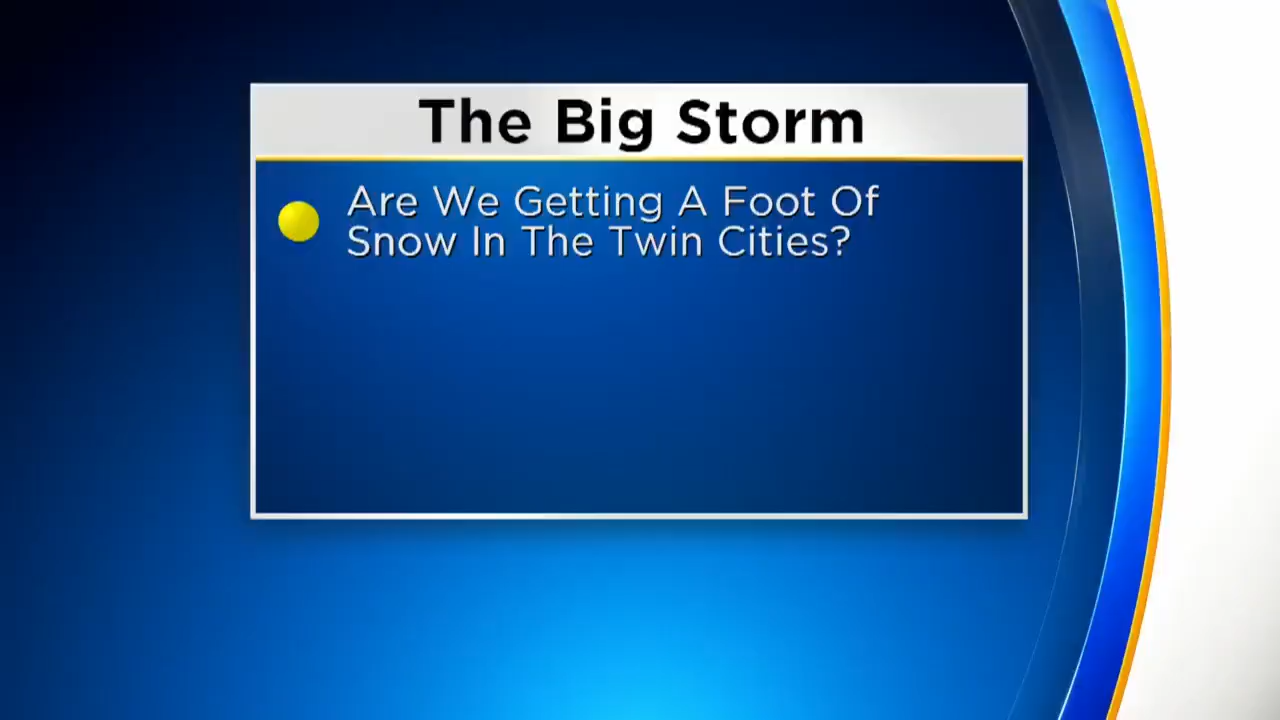 The Big Storm
Are We Getting A Foot Of
Snow In The Twin Cities?